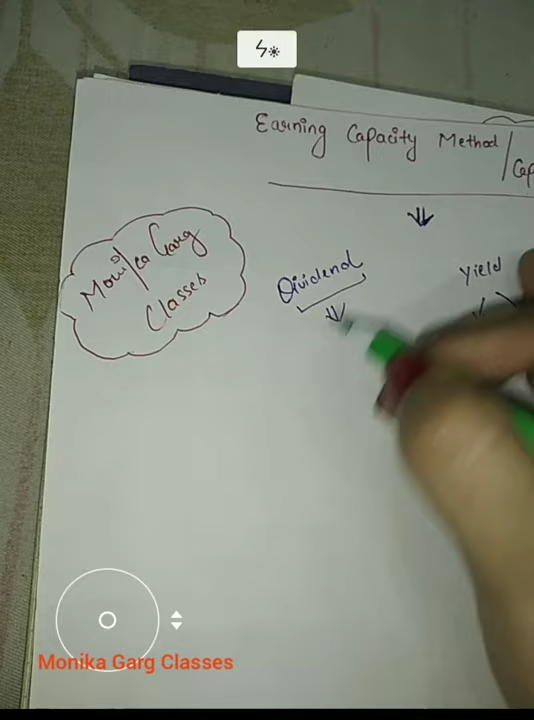 Earning Capacity Method /
Monika Garg
Classes
Dividend
Yield
Monika Garg Classes